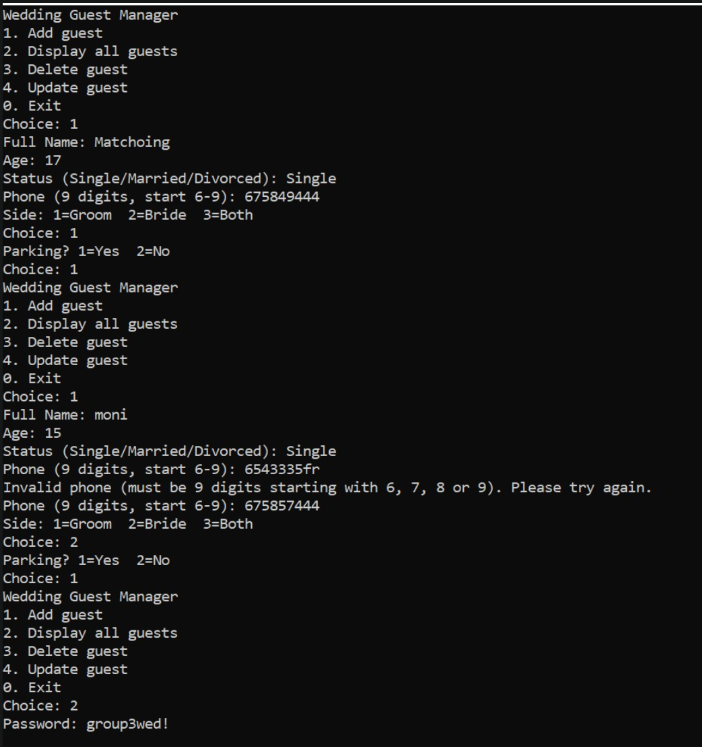 Wedding Guest Manager
1. Add guest
2. Display all guests
3. Delete guest
4. Update guest
0. Exit
Choice: 1
Full Name: Matchoing
Age: 17
Status (Single/Married/Divorced): Single
Phone (9 digits, start 6-9): 675849444
Side: 1=Groom  2=Bride  3=Both
Choice: 1
Parking? 1=Yes  2=No
Choice: 1
Wedding Guest Manager
1. Add guest
2. Display all guests
3. Delete guest
4. Update guest
0. Exit
Choice: 1
Full Name: moni
Age: 15
Status (Single/Married/Divorced): Single
Phone (9 digits, start 6-9): 6543335fr
Invalid phone (must be 9 digits starting with 6, 7, 8 or 9). Please try again.
Phone (9 digits, start 6-9): 675857444
Side: 1=Groom  2=Bride  3=Both
Choice: 2
Parking? 1=Yes  2=No
Choice: 1
Wedding Guest Manager
1. Add guest
2. Display all guests
3. Delete guest
4. Update guest
0. Exit
Choice: 2
Password: group3wed!